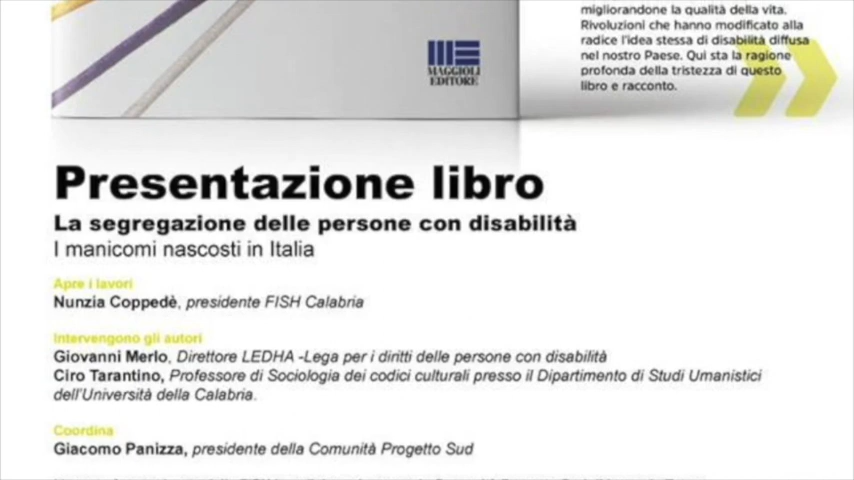 migliorandone la qualità della vita.
Rivoluzioni che hanno modificato alla
radice l'idea stessa di disabilità diffusa
nel nostro Paese. Qui sta la ragione
profonda della tristezza di questo
libro e racconto.
MAGGIOLI
EDITORE
Presentazione libro
La segregazione delle persone con disabilità
I manicomi nascosti in Italia
Apre i lavori
Nunzia Coppedè, presidente FISH Calabria
Intervengono gli autori
Giovanni Merlo, Direttore LEDHA -Lega per i diritti delle persone con disabilità
Ciro Tarantino, Professore di Sociologia dei codici culturali presso il Dipartimento di Studi Umanistici
dell'Università della Calabria.
Coordina
Giacomo Panizza, presidente della Comunità Progetto Sud